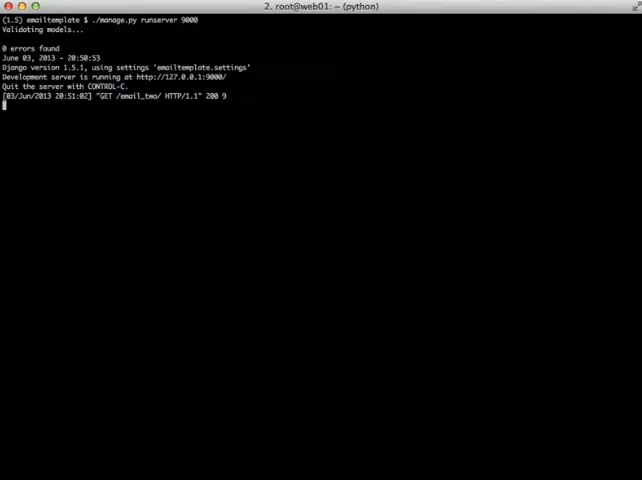 2. root@web01: ~ (python)
(1.5) emailtemplate $ ./manage.py runserver 9000
Validating models...
0 errors found
June 03, 2013 - 20:50:53
Django version 1.5.1, using settings 'emailtemplate.settings'
Development server is running at http://127.0.0.1:9000/
Quit the server with CONTROL-C.
[03/Jun/2013 20:51:02] "GET /email_two/ HTTP/1.1" 200 9